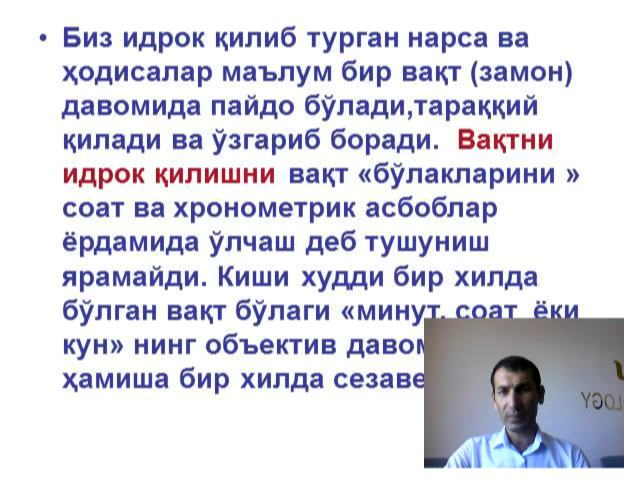 • Биз идрок қилиб турган нарса ва
ҳодисалар маълум бир вақт (замон)
давомида пайдо бўлади,тараққий
қилади ва ўзгариб боради. Вақтни
идрок қилишни вақт «бўлакларини »
соат ва хронометрик асбоблар
ёрдамида ўлчаш деб тушуниш
ярамайди. Киши худди бир хилда
бўлган вақт бўлаги «минут, соат ёки
кун» нинг объектив
ҳамиша бир хилда